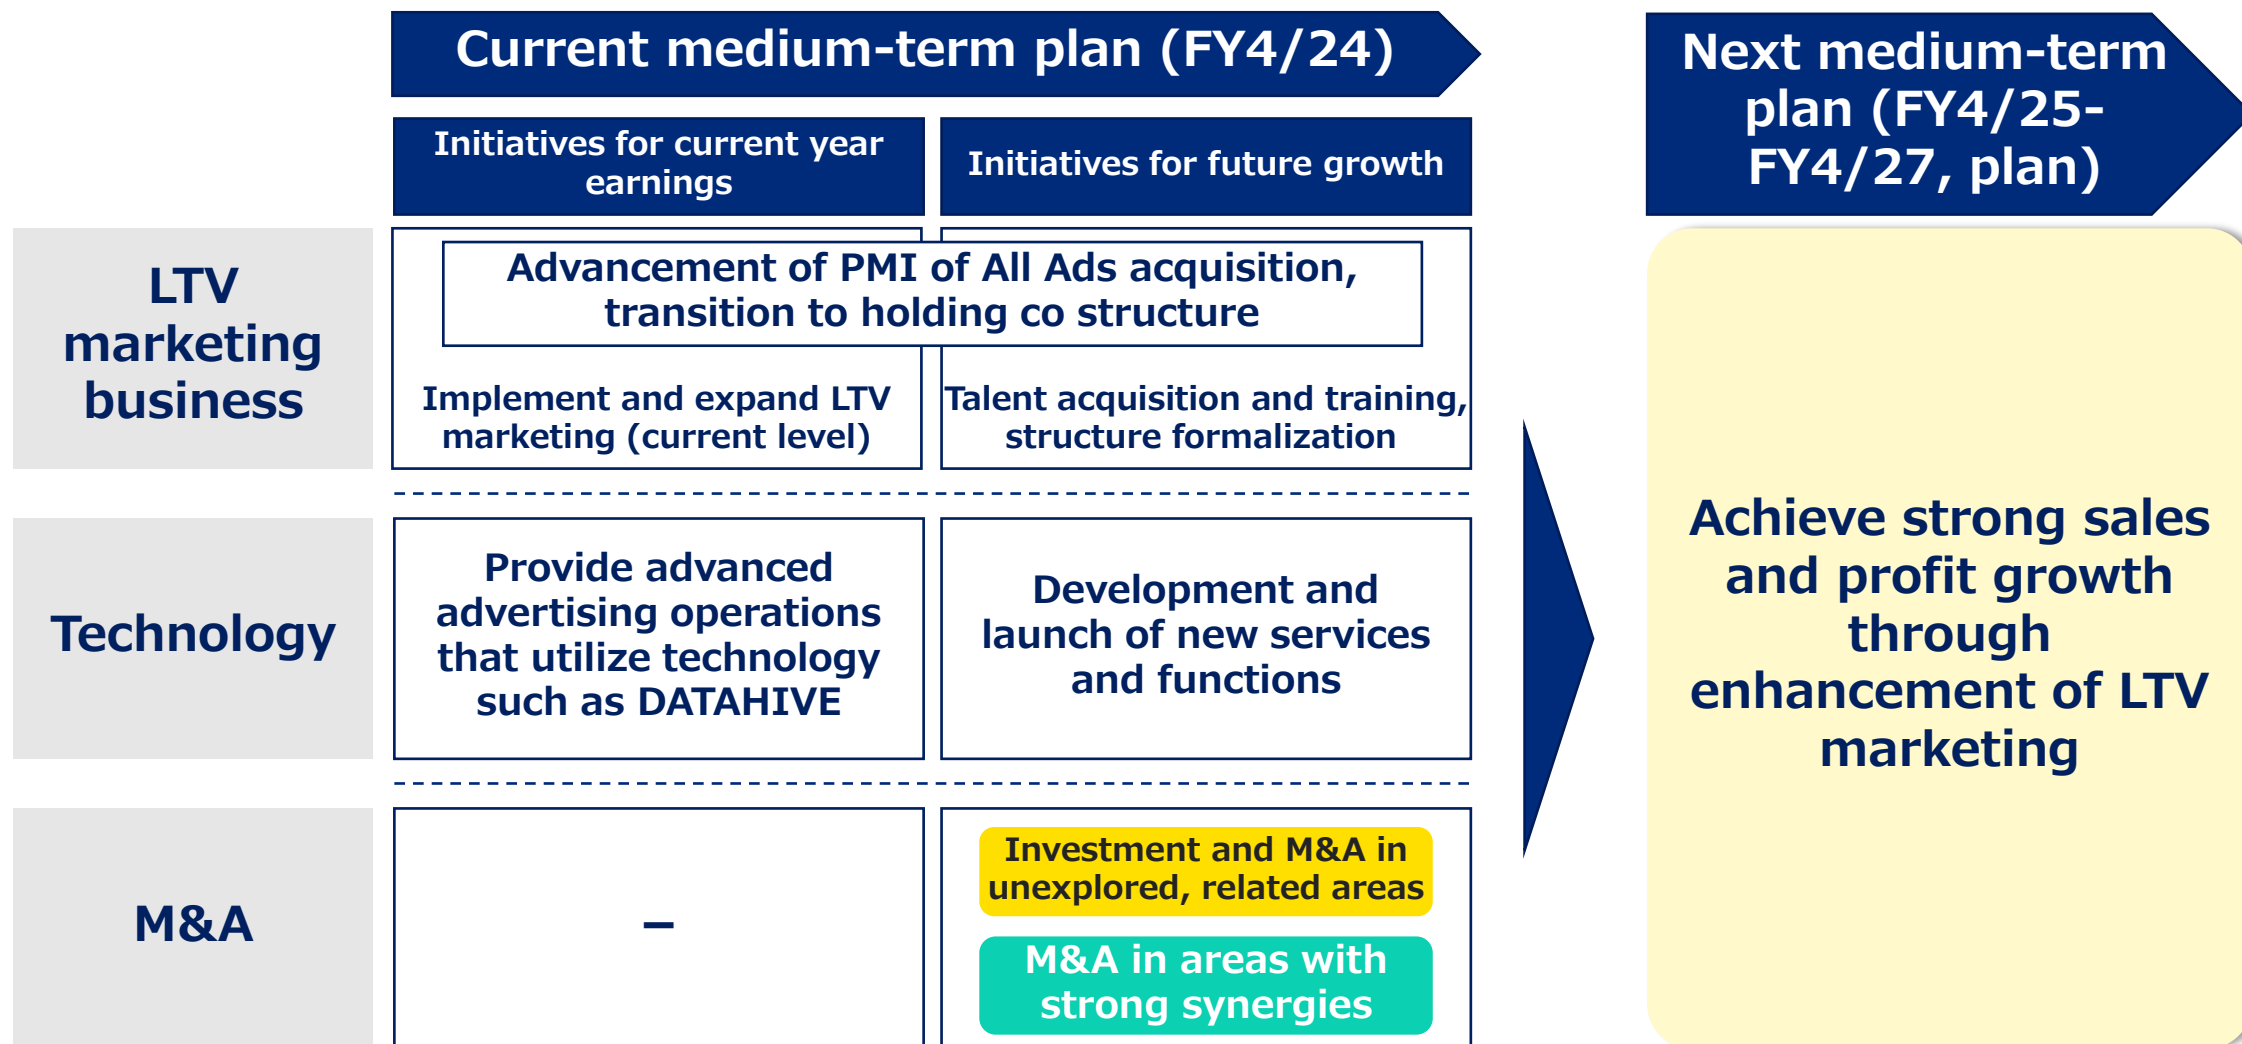 Current medium-term plan (FY4/24)
Next medium-term
plan (FY4/25-
FY4/27, plan)
Initiatives for current year
earnings
Initiatives for future growth
LTV
marketing
business
Advancement of PMI of All Ads acquisition,
transition to holding co structure
Implement and expand LTV
marketing (current level)
Talent acquisition and training,
structure formalization
Technology
Provide advanced
advertising operations
that utilize technology
such as DATAHIVE
Development and
launch of new services
and functions
M&A
–
Investment and M&A in
unexplored, related areas
M&A in areas with
strong synergies
Achieve strong sales
and profit growth
through
enhancement of LTV
marketing